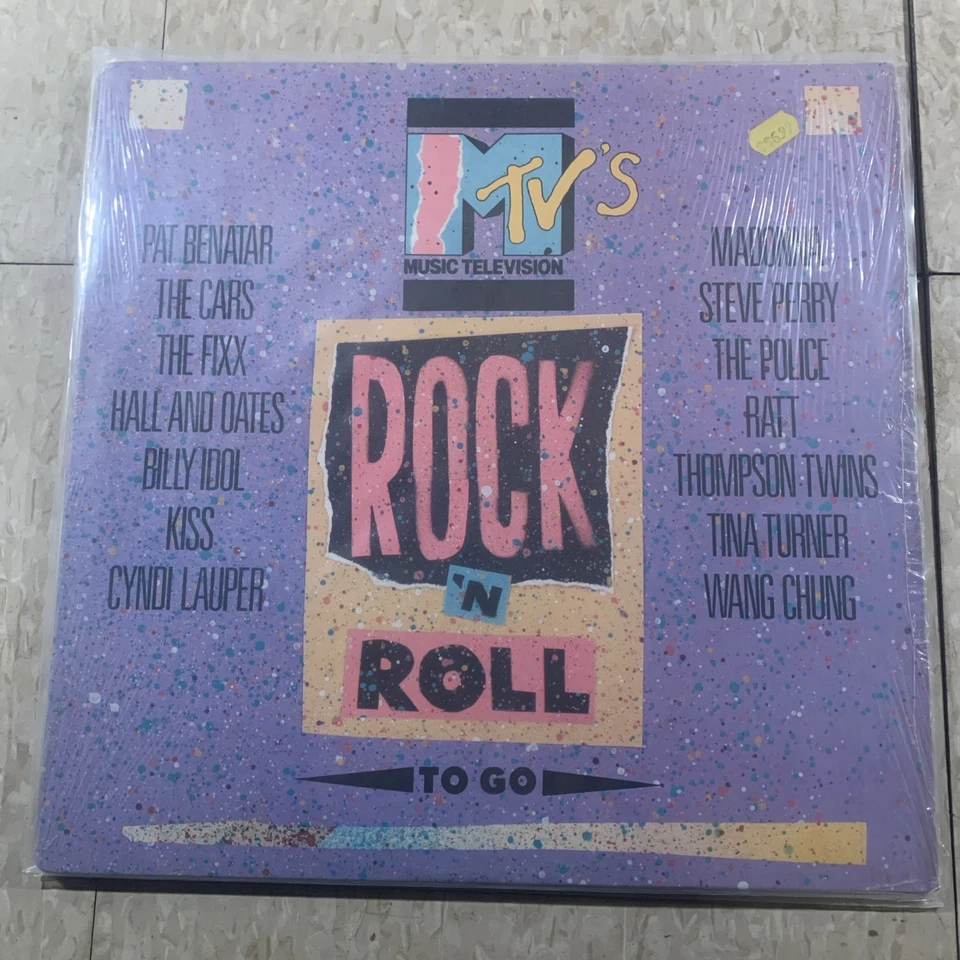 MTV's
MUSIC TELEVISION
PAT BENATAR
THE CARS
THE FIXX
HALL AND OATES
BILLY IDOL
KISS
CYNDI LAUPER
MADONNA
STEVE PERRY
THE POLICE
RATT
THOMPSON TWINS
TINA TURNER
WANG CHUNG
ROCK
'N
ROLL
TO GO